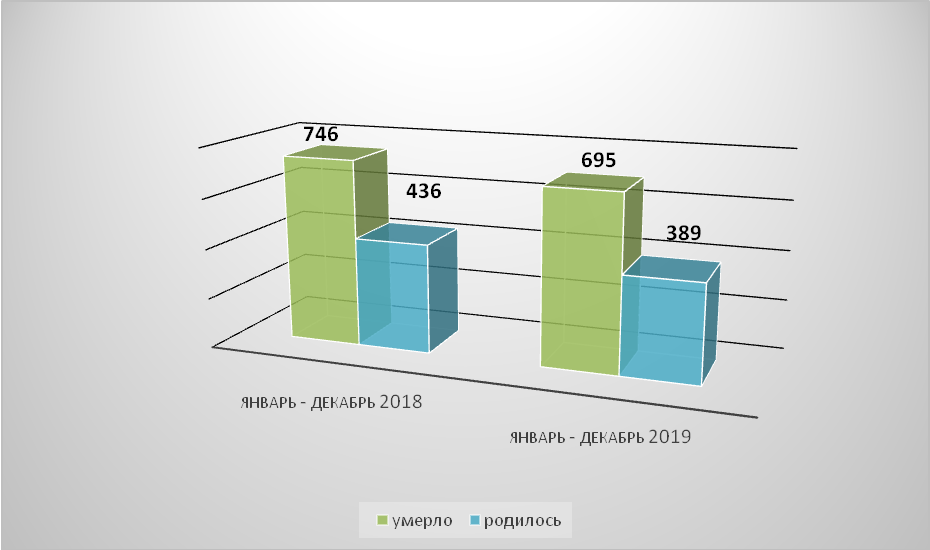 746
436
695
389
ЯНВАРЬ - ДЕКАБРЬ 2018
ЯНВАРЬ - ДЕКАБРЬ 2019
умерло родилось